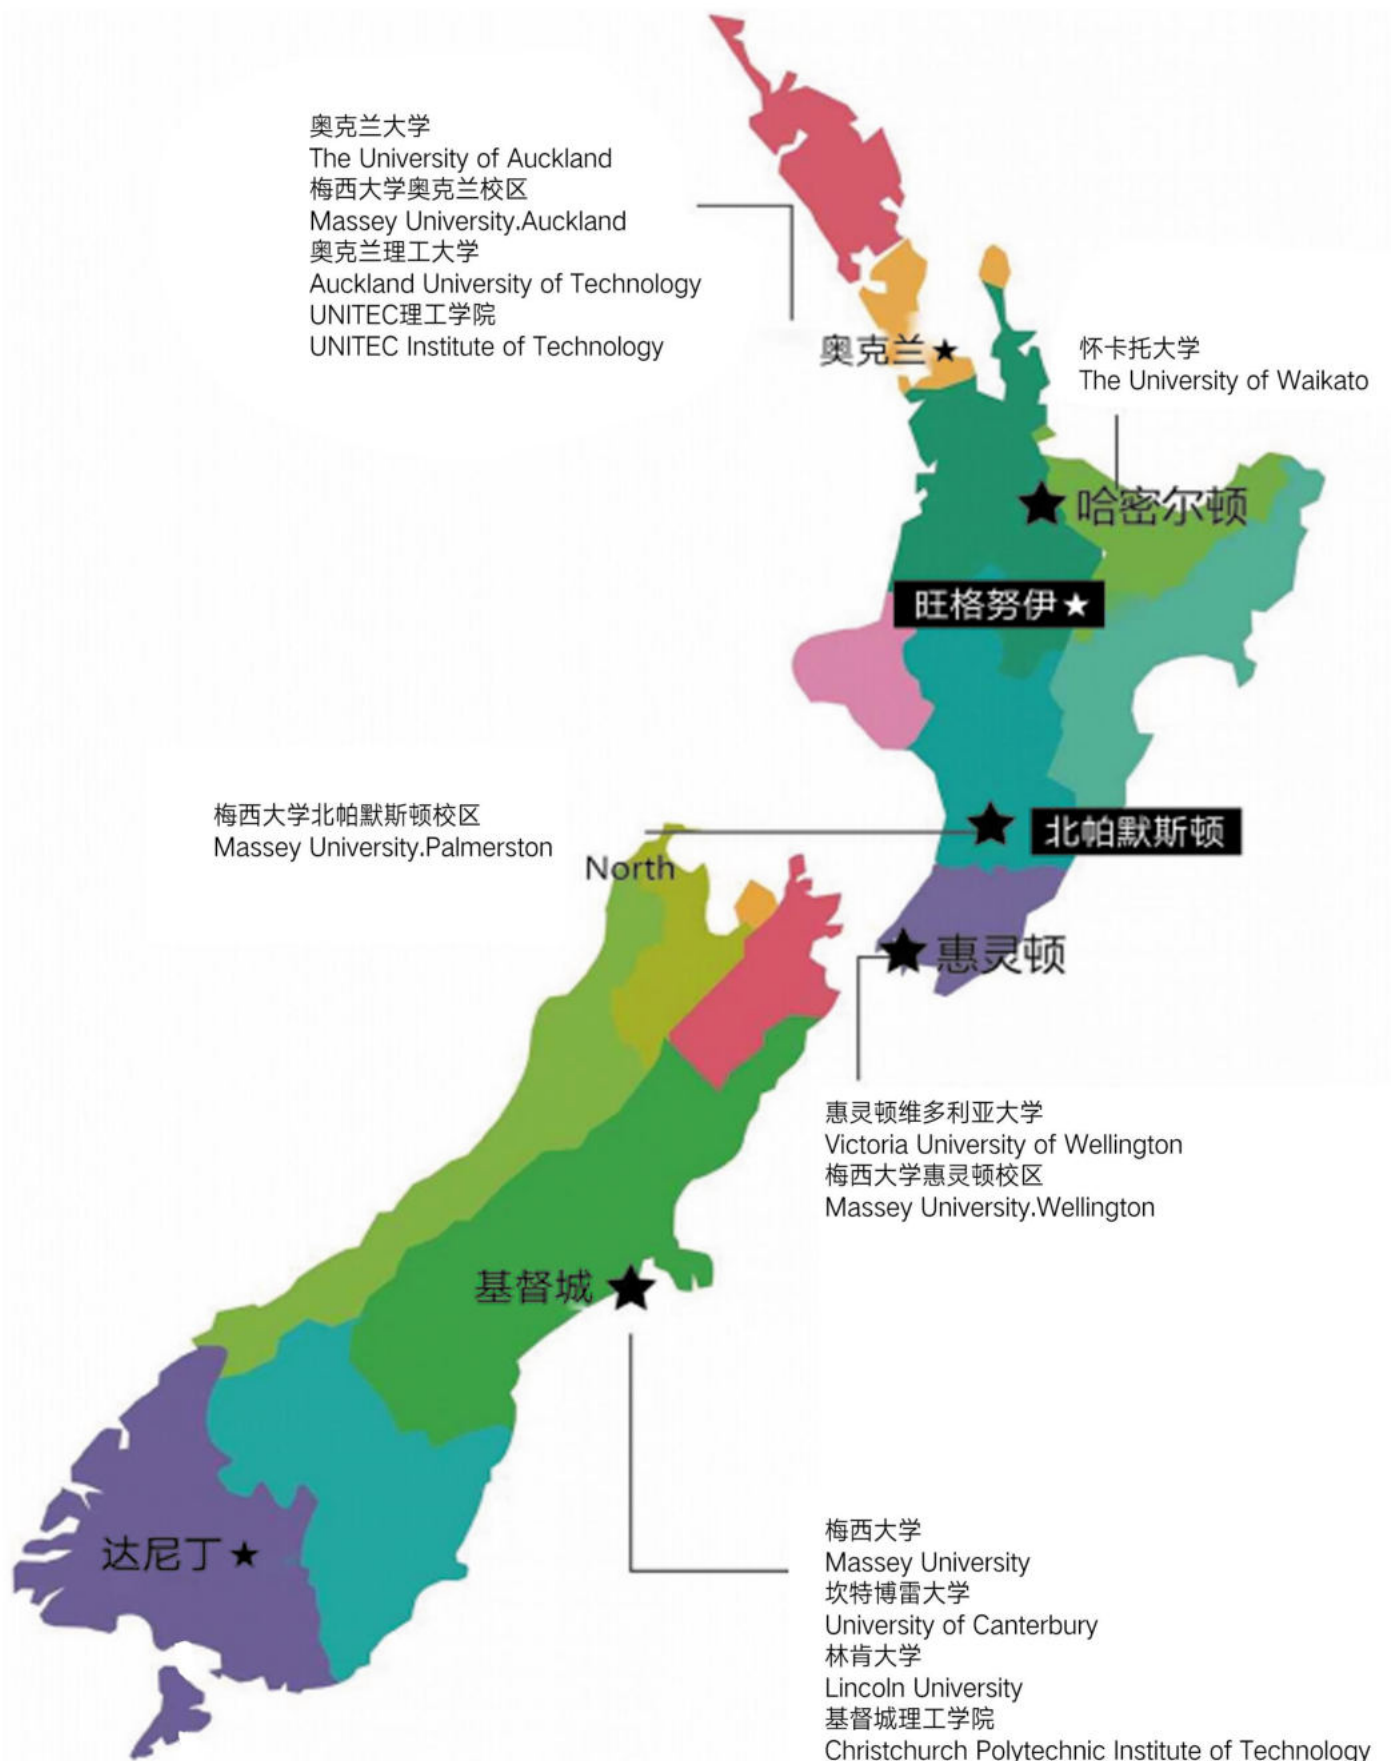 奥克兰大学
The University of Auckland
梅西大学奥克兰校区
Massey University.Auckland
奥克兰理工大学
Auckland University of Technology
UNITEC理工学院
UNITEC Institute of Technology
奥克兰
怀卡托大学
The University of Waikato
哈密尔顿
旺格努伊
梅西大学北帕默斯顿校区
Massey University.Palmerston
North
北帕默斯顿
惠灵顿
惠灵顿维多利亚大学
Victoria University of Wellington
梅西大学惠灵顿校区
Massey University.Wellington
基督城
达尼丁
梅西大学
Massey University
坎特博雷大学
University of Canterbury
林肯大学
Lincoln University
基督城理工学院
Christchurch Polytechnic Institute of Technology